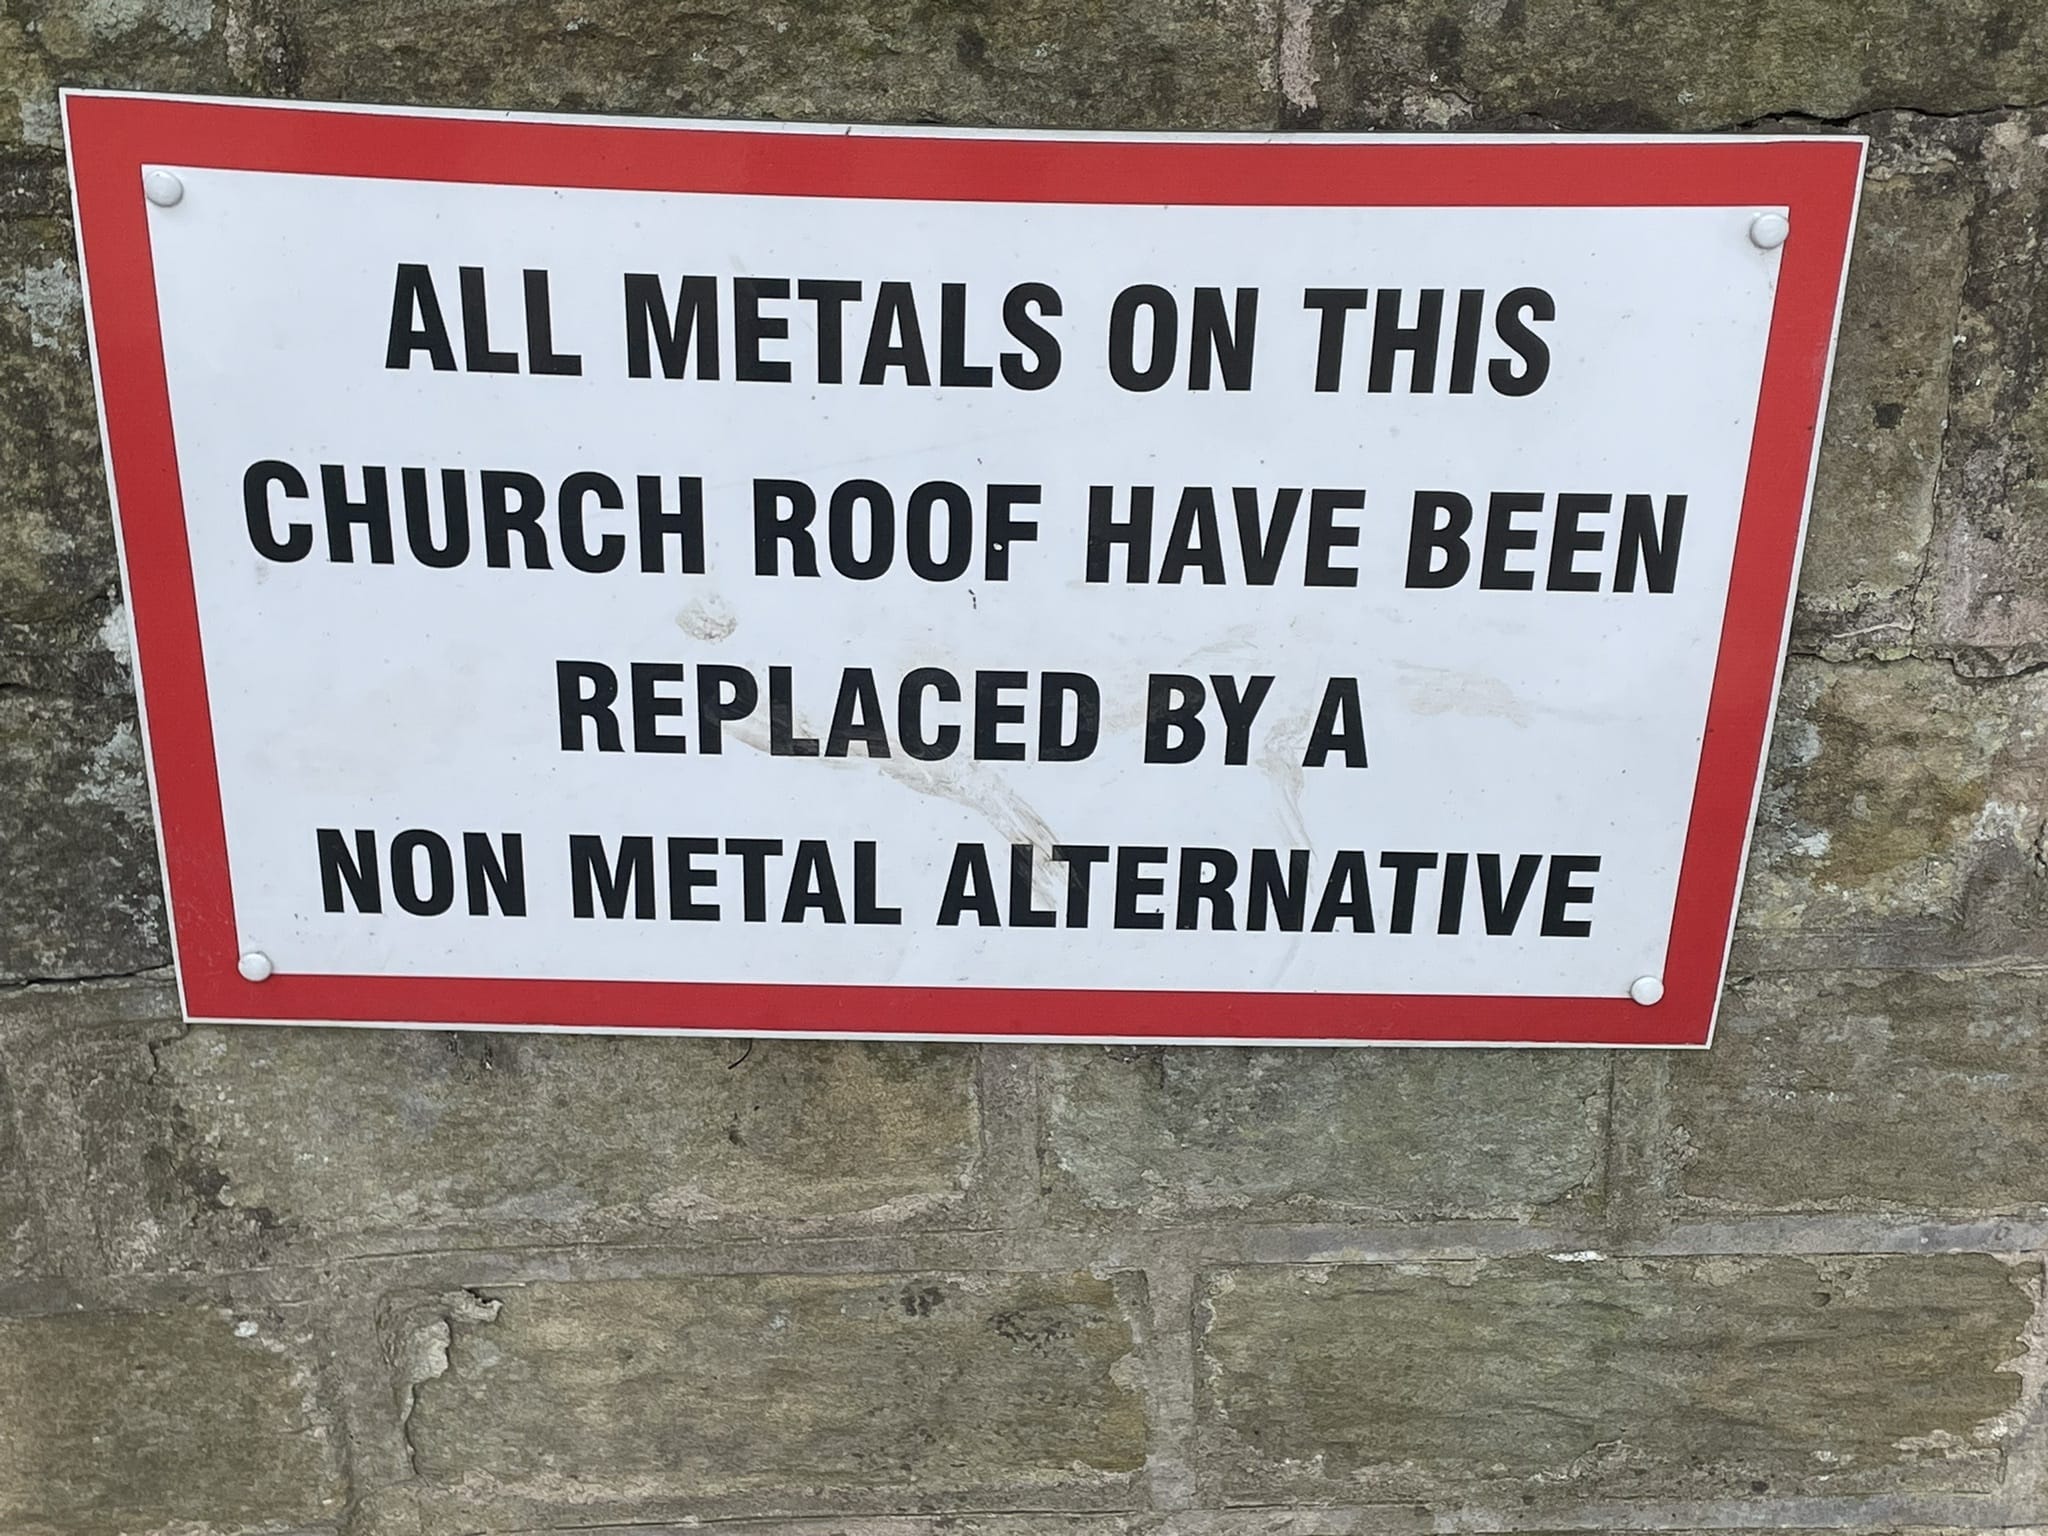 ALL METALS ON THIS
CHURCH ROOF HAVE BEEN
REPLACED BY A
NON METAL ALTERNATIVE